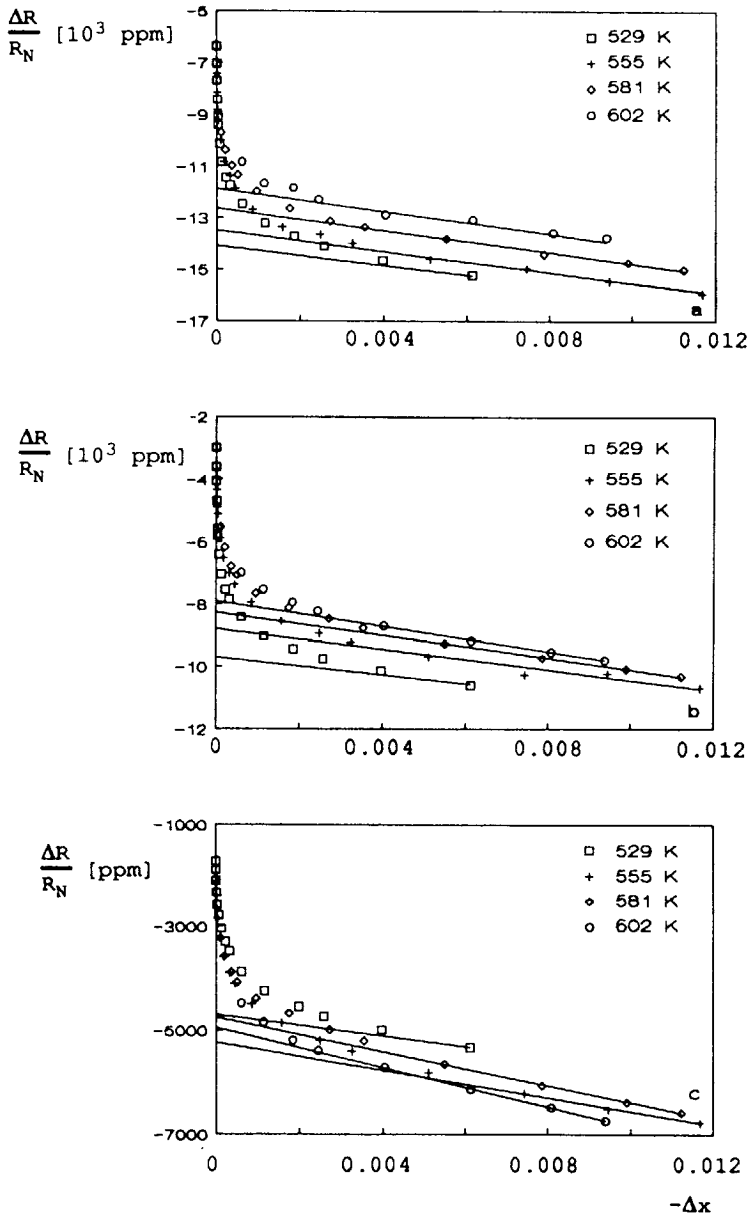 ΔR
R_N [10³ ppm]
-5
-7
-9
-11
-13
-15
-17
529 K
555 K
581 K
602 K
a
0 0.004 0.008 0.012
ΔR
R_N [10³ ppm]
-2
-4
-6
-8
-10
-12
529 K
555 K
581 K
602 K
b
0 0.004 0.008 0.012
ΔR
R_N [ppm]
-1000
-3000
-5000
-7000
529 K
555 K
581 K
602 K
c
0 0.004 0.008 0.012
-Δx